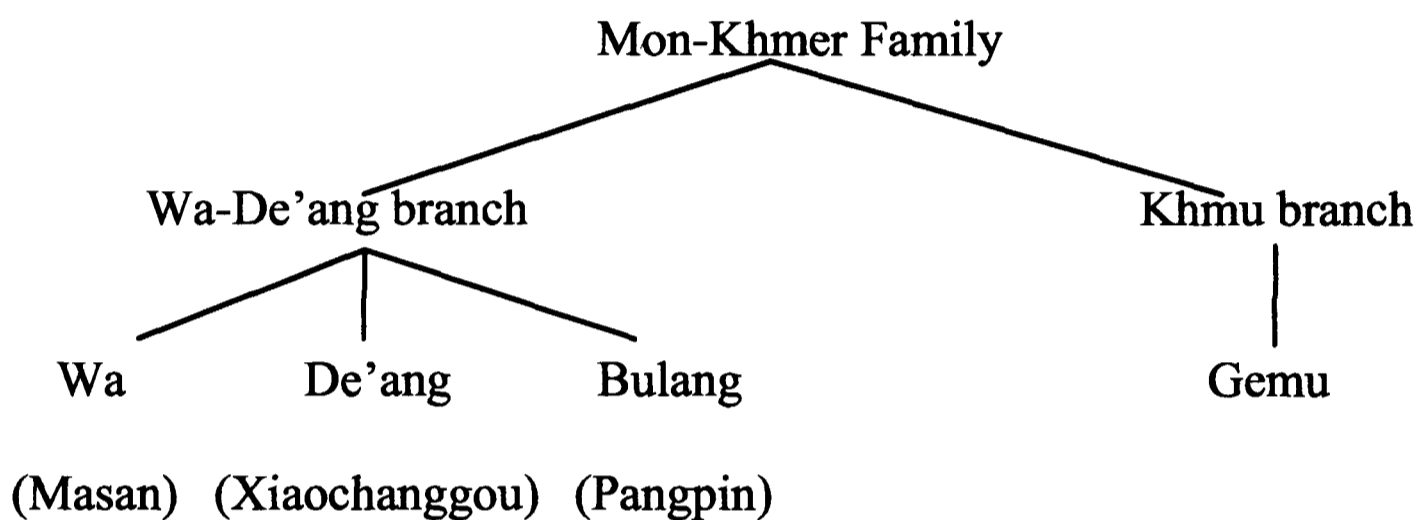 Mon-Khmer Family
Wa-De’ang branch Khmu branch
Wa De’ang Bulang Gemu
(Masan) (Xiaochanggou) (Pangpin)